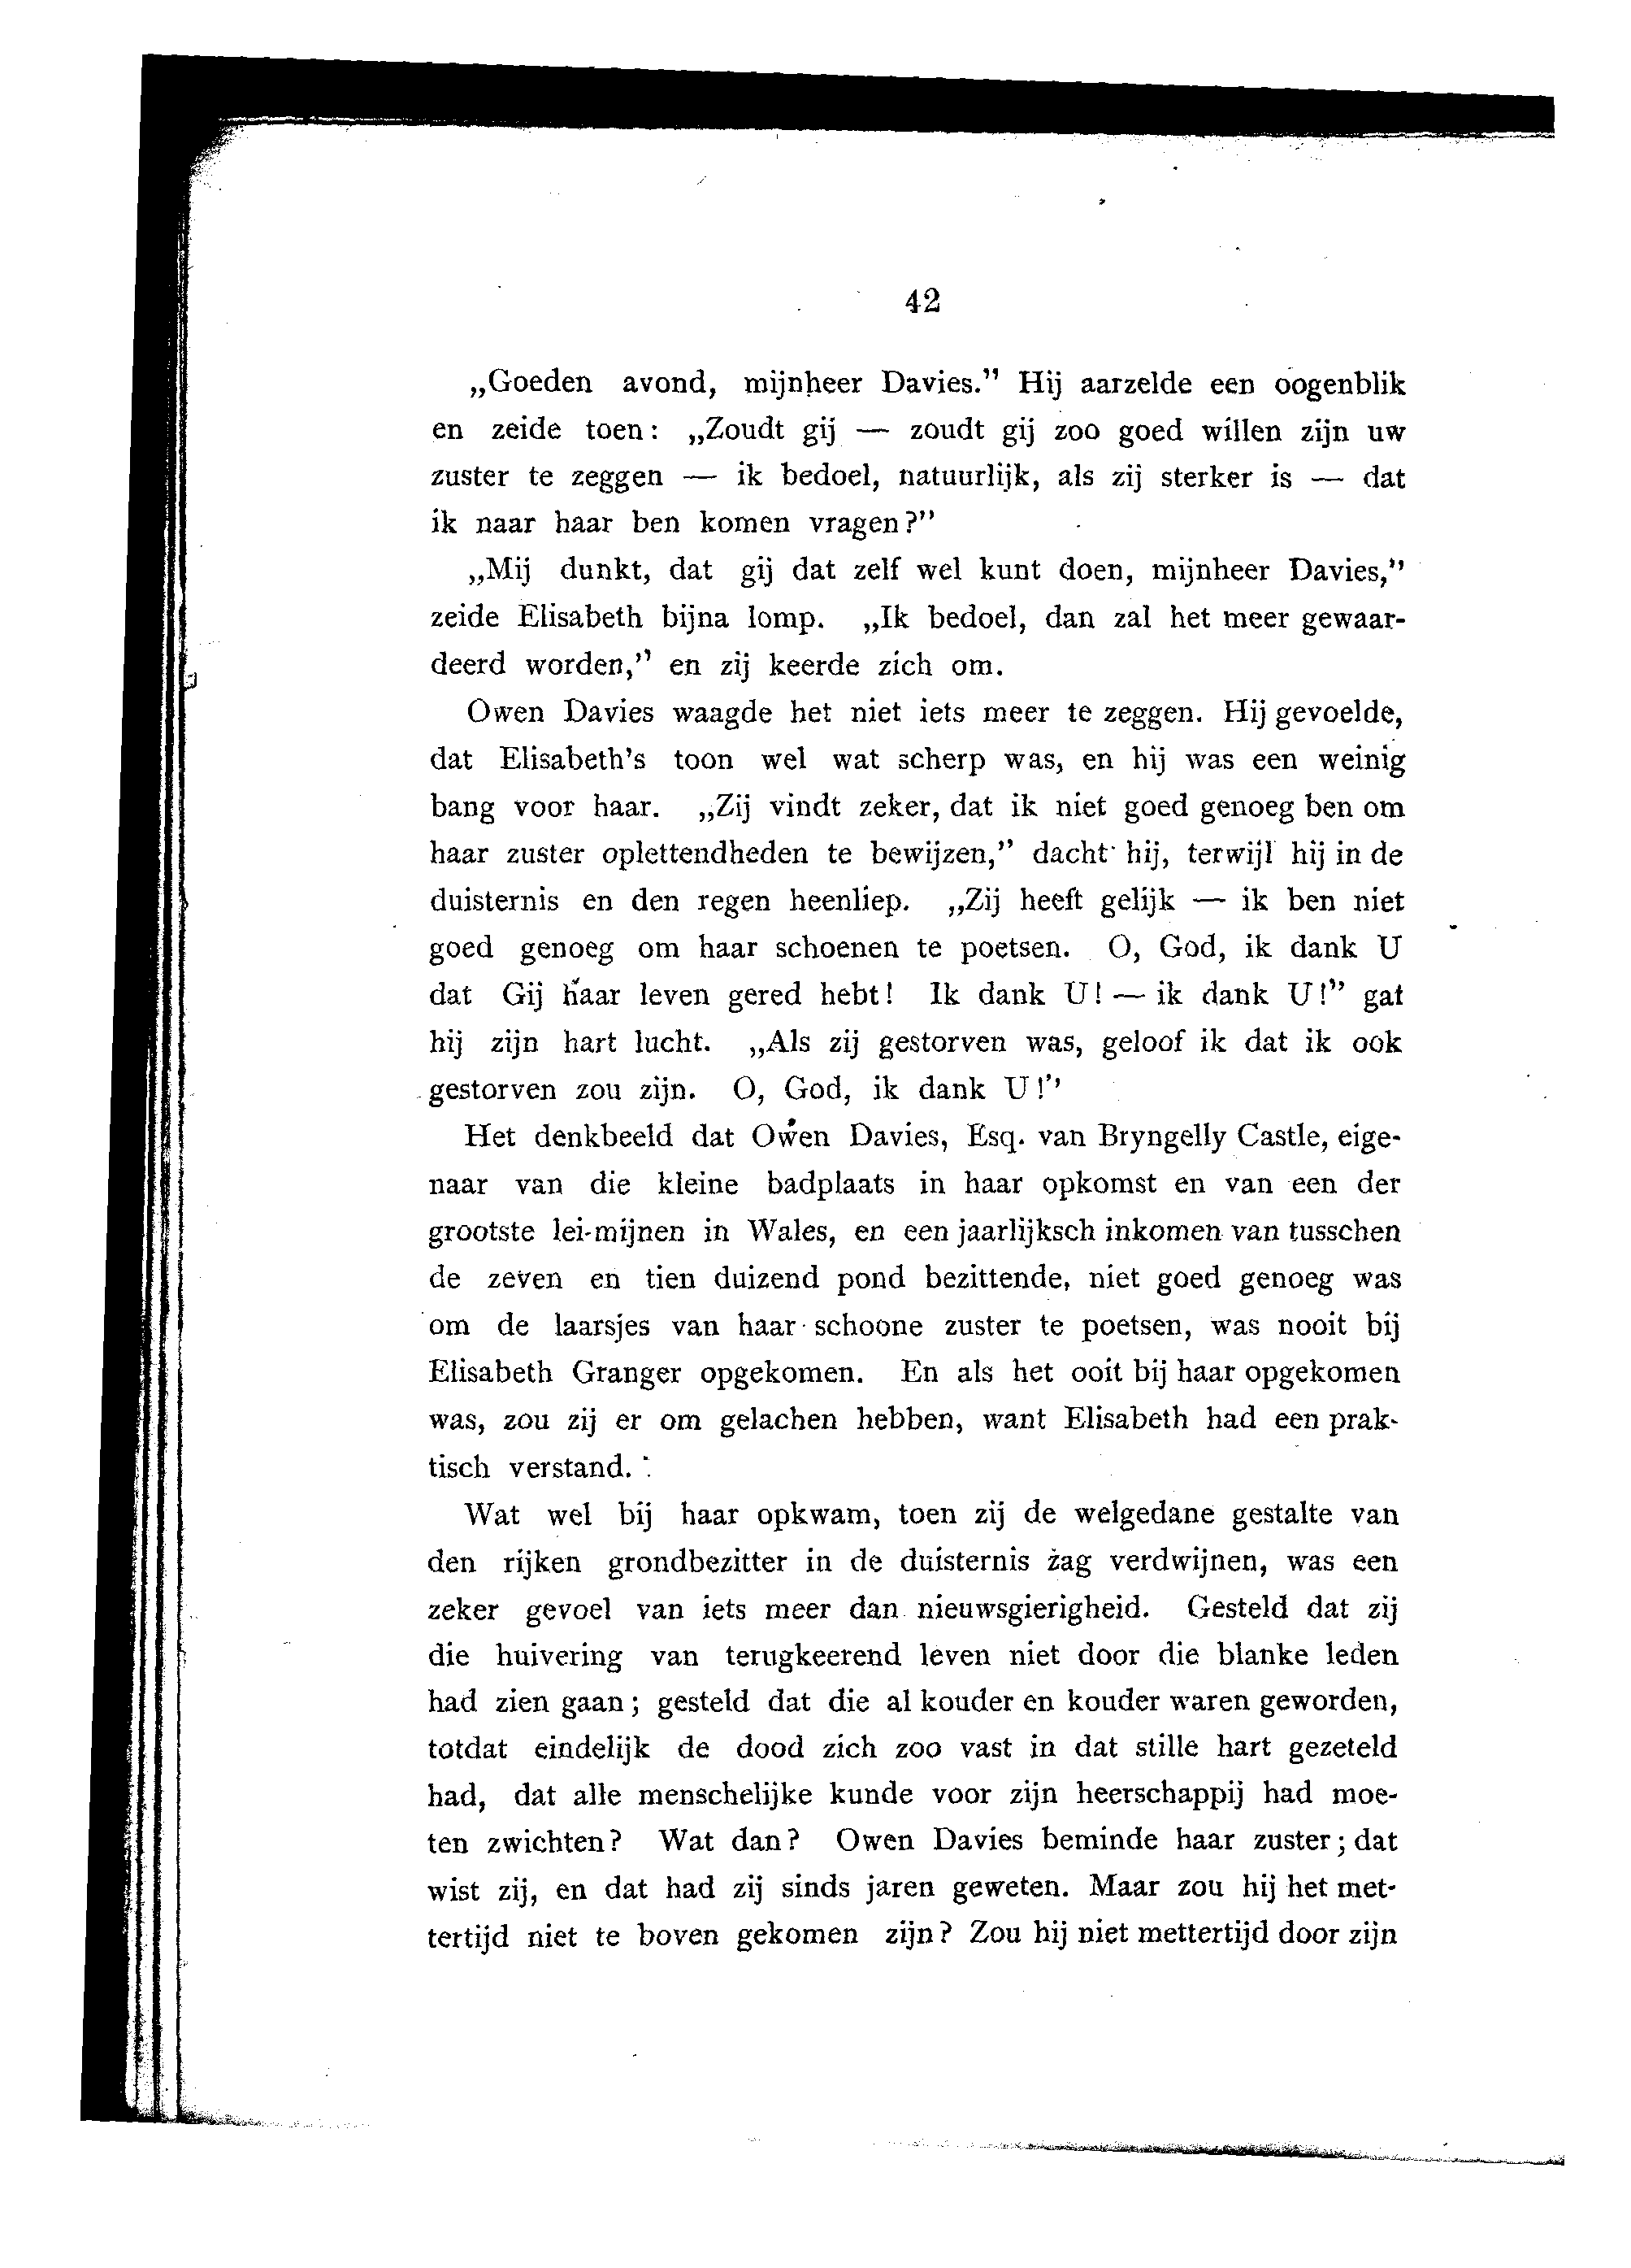 42
„Goeden avond, mijnheer Davies.” Hij aarzelde een oogenblik
en zeide toen: „Zoudt gij — zoudt gij zoo goed willen zijn uw
zuster te zeggen — ik bedoel, natuurlijk, als zij sterker is — dat
ik naar haar ben komen vragen?”
„Mij dunkt, dat gij dat zelf wel kunt doen, mijnheer Davies,”
zeide Elisabeth bijna lomp. „Ik bedoel, dan zal het meer gewaar-
deerd worden,” en zij keerde zich om.
Owen Davies waagde het niet iets meer te zeggen. Hij gevoelde,
dat Elisabeth's toon wel wat scherp was, en hij was een weinig
bang voor haar. „Zij vindt zeker, dat ik niet goed genoeg ben om
haar zuster oplettendheden te bewijzen,” dacht hij, terwijl hij in de
duisternis en den regen heenliep. „Zij heeft gelijk — ik ben niet
goed genoeg om haar schoenen te poetsen. O, God, ik dank U
dat Gij haar leven gered hebt! Ik dank U! — ik dank U!” gaf
hij zijn hart lucht. „Als zij gestorven was, geloof ik dat ik ook
gestorven zou zijn. O, God, ik dank U!”
Het denkbeeld dat Owen Davies, Esq. van Bryngelly Castle, eige-
naar van die kleine badplaats in haar opkomst en van een der
grootste lei-mijnen in Wales, en een jaarlijksch inkomen van tusschen
de zeven en tien duizend pond bezittende, niet goed genoeg was
om de laarsjes van haar schoone zuster te poetsen, was nooit bij
Elisabeth Granger opgekomen. En als het ooit bij haar opgekomen
was, zou zij er om gelachen hebben, want Elisabeth had een prak-
tisch verstand.
Wat wel bij haar opkwam, toen zij de welgedane gestalte van
den rijken grondbezitter in de duisternis zag verdwijnen, was een
zeker gevoel van iets meer dan nieuwsgierigheid. Gesteld dat zij
die huivering van terugkeerend leven niet door die blanke leden
had zien gaan; gesteld dat die al kouder en kouder waren geworden,
totdat eindelijk de dood zich zoo vast in dat stille hart gezeteld
had, dat alle menschelijke kunde voor zijn heerschappij had moe-
ten zwichten? Wat dan? Owen Davies beminde haar zuster; dat
wist zij, en dat had zij sinds jaren geweten. Maar zou hij het met-
tertijd niet te boven gekomen zijn? Zou hij niet mettertijd door zijn